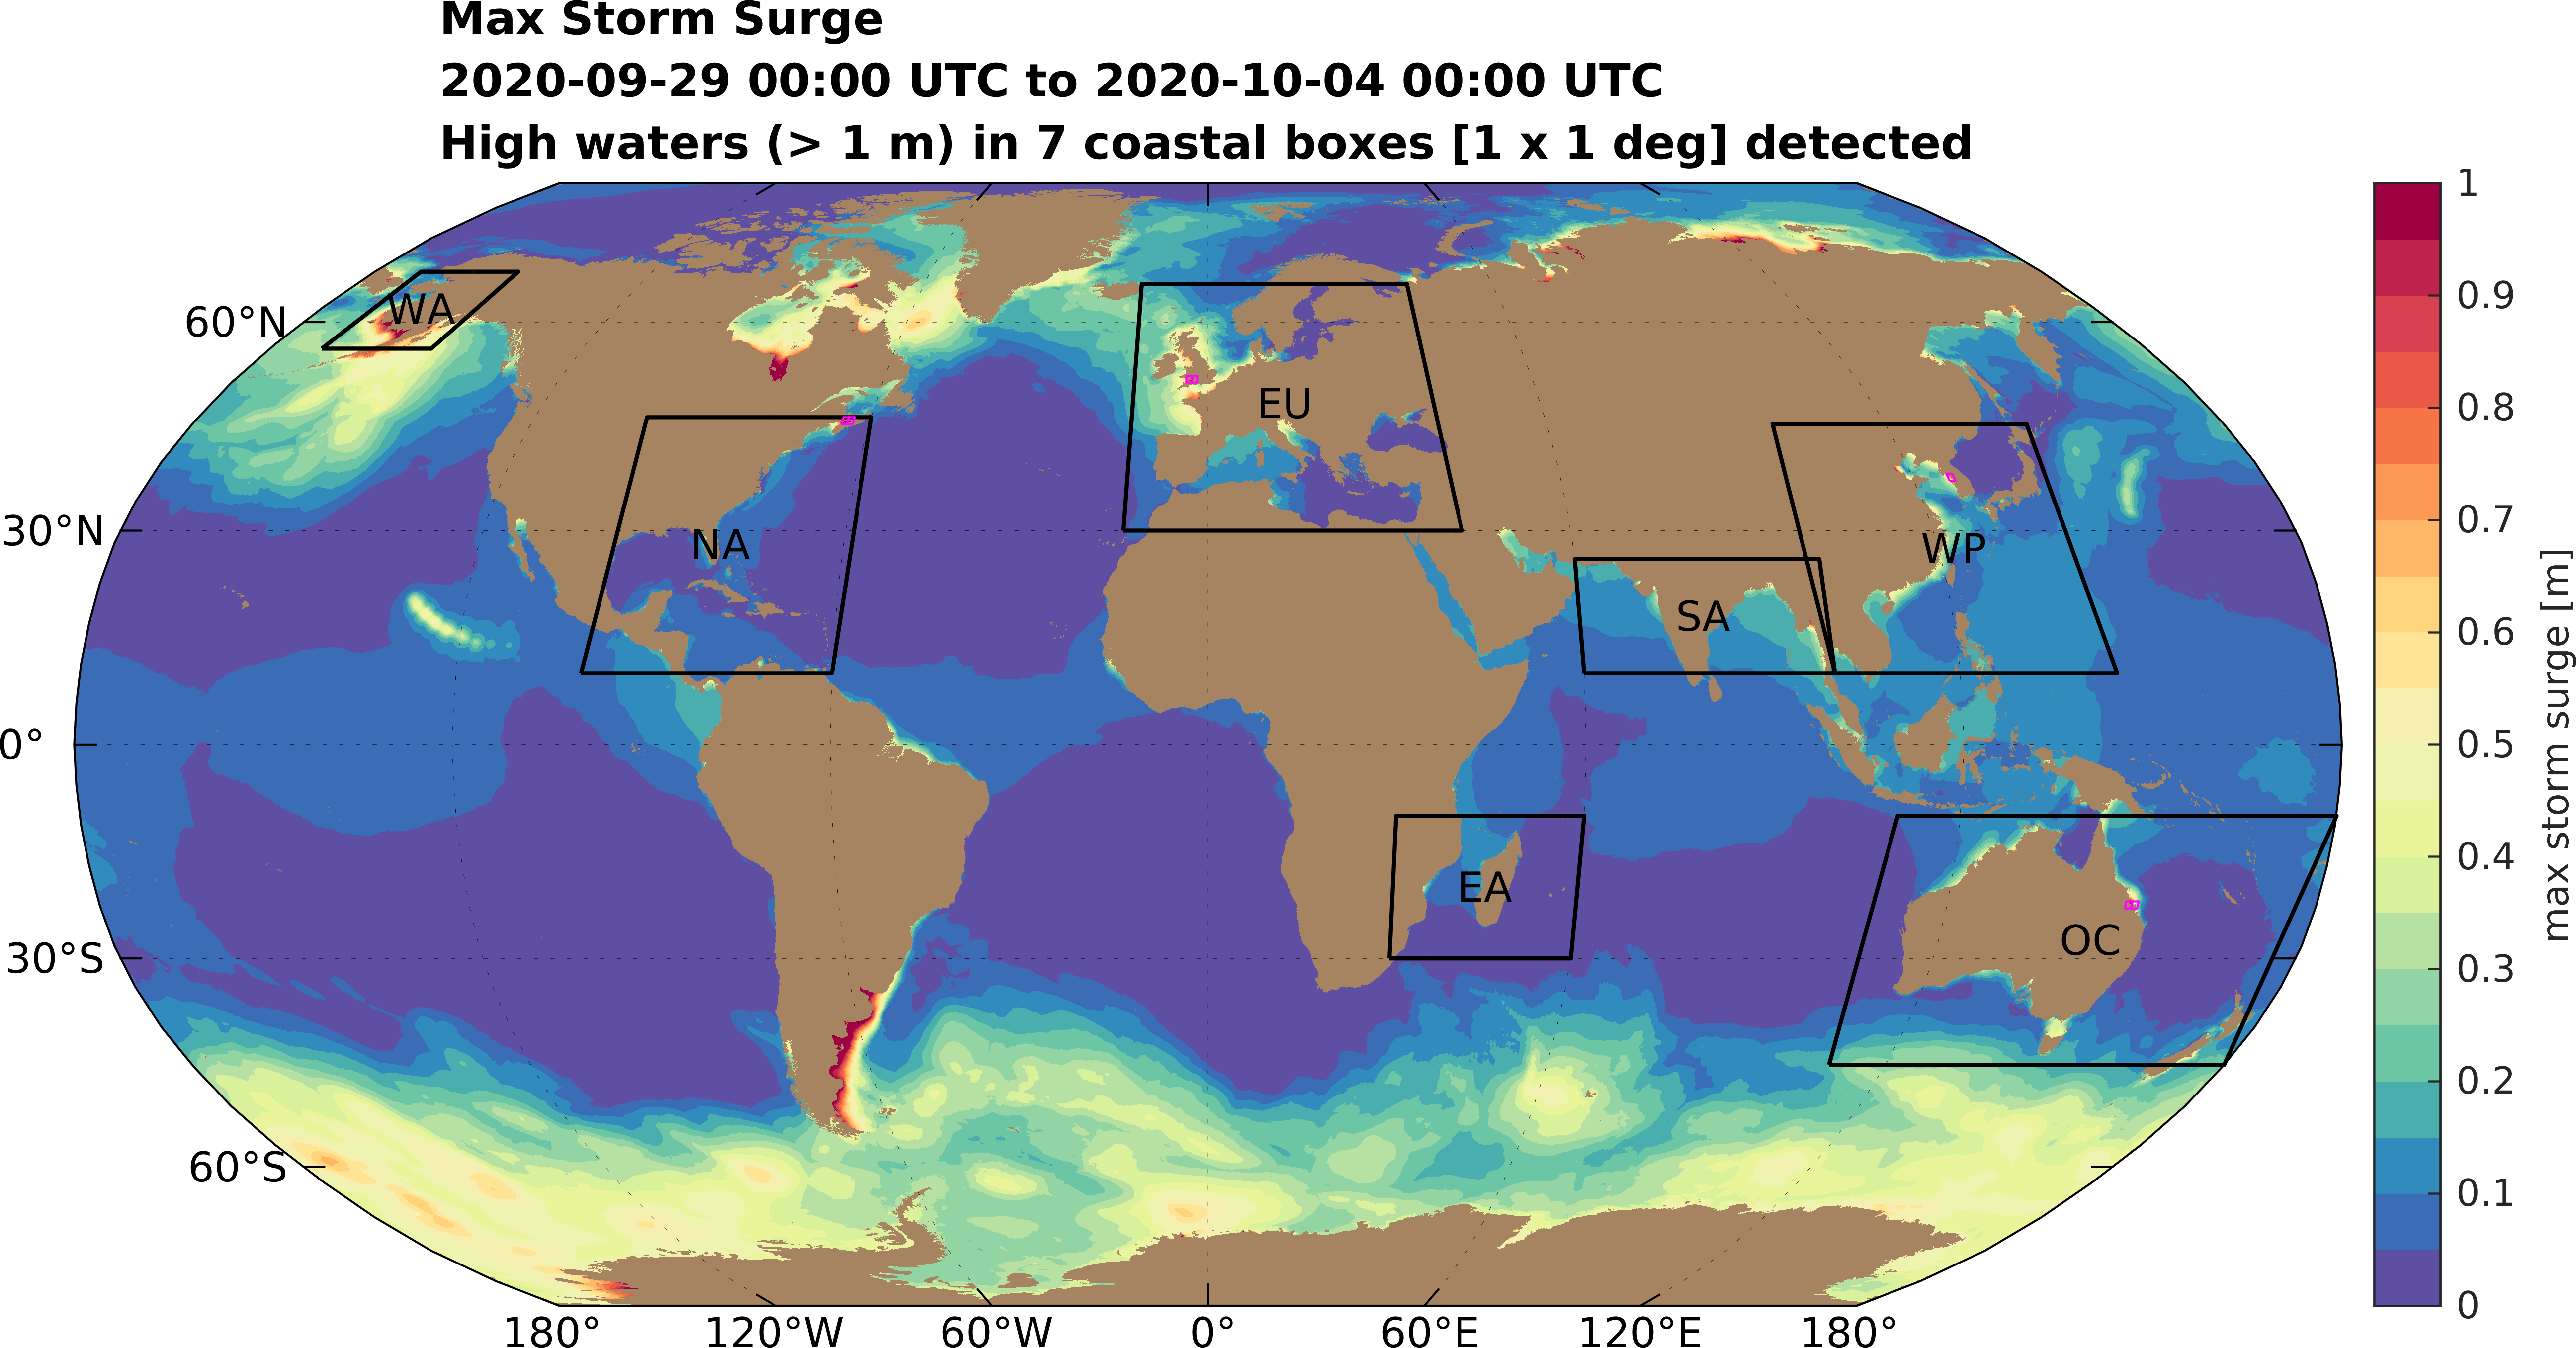 Max Storm Surge
2020-09-29 00:00 UTC to 2020-10-04 00:00 UTC
High waters (> 1 m) in 7 coastal boxes [1 x 1 deg] detected
60°N
30°N
0°
30°S
60°S
WA
EU
NA
WP
SA
EA
OC
180°
120°W
60°W
0°
60°E
120°E
180°
1
0.9
0.8
0.7
0.6
0.5
0.4
0.3
0.2
0.1
0
max storm surge [m]